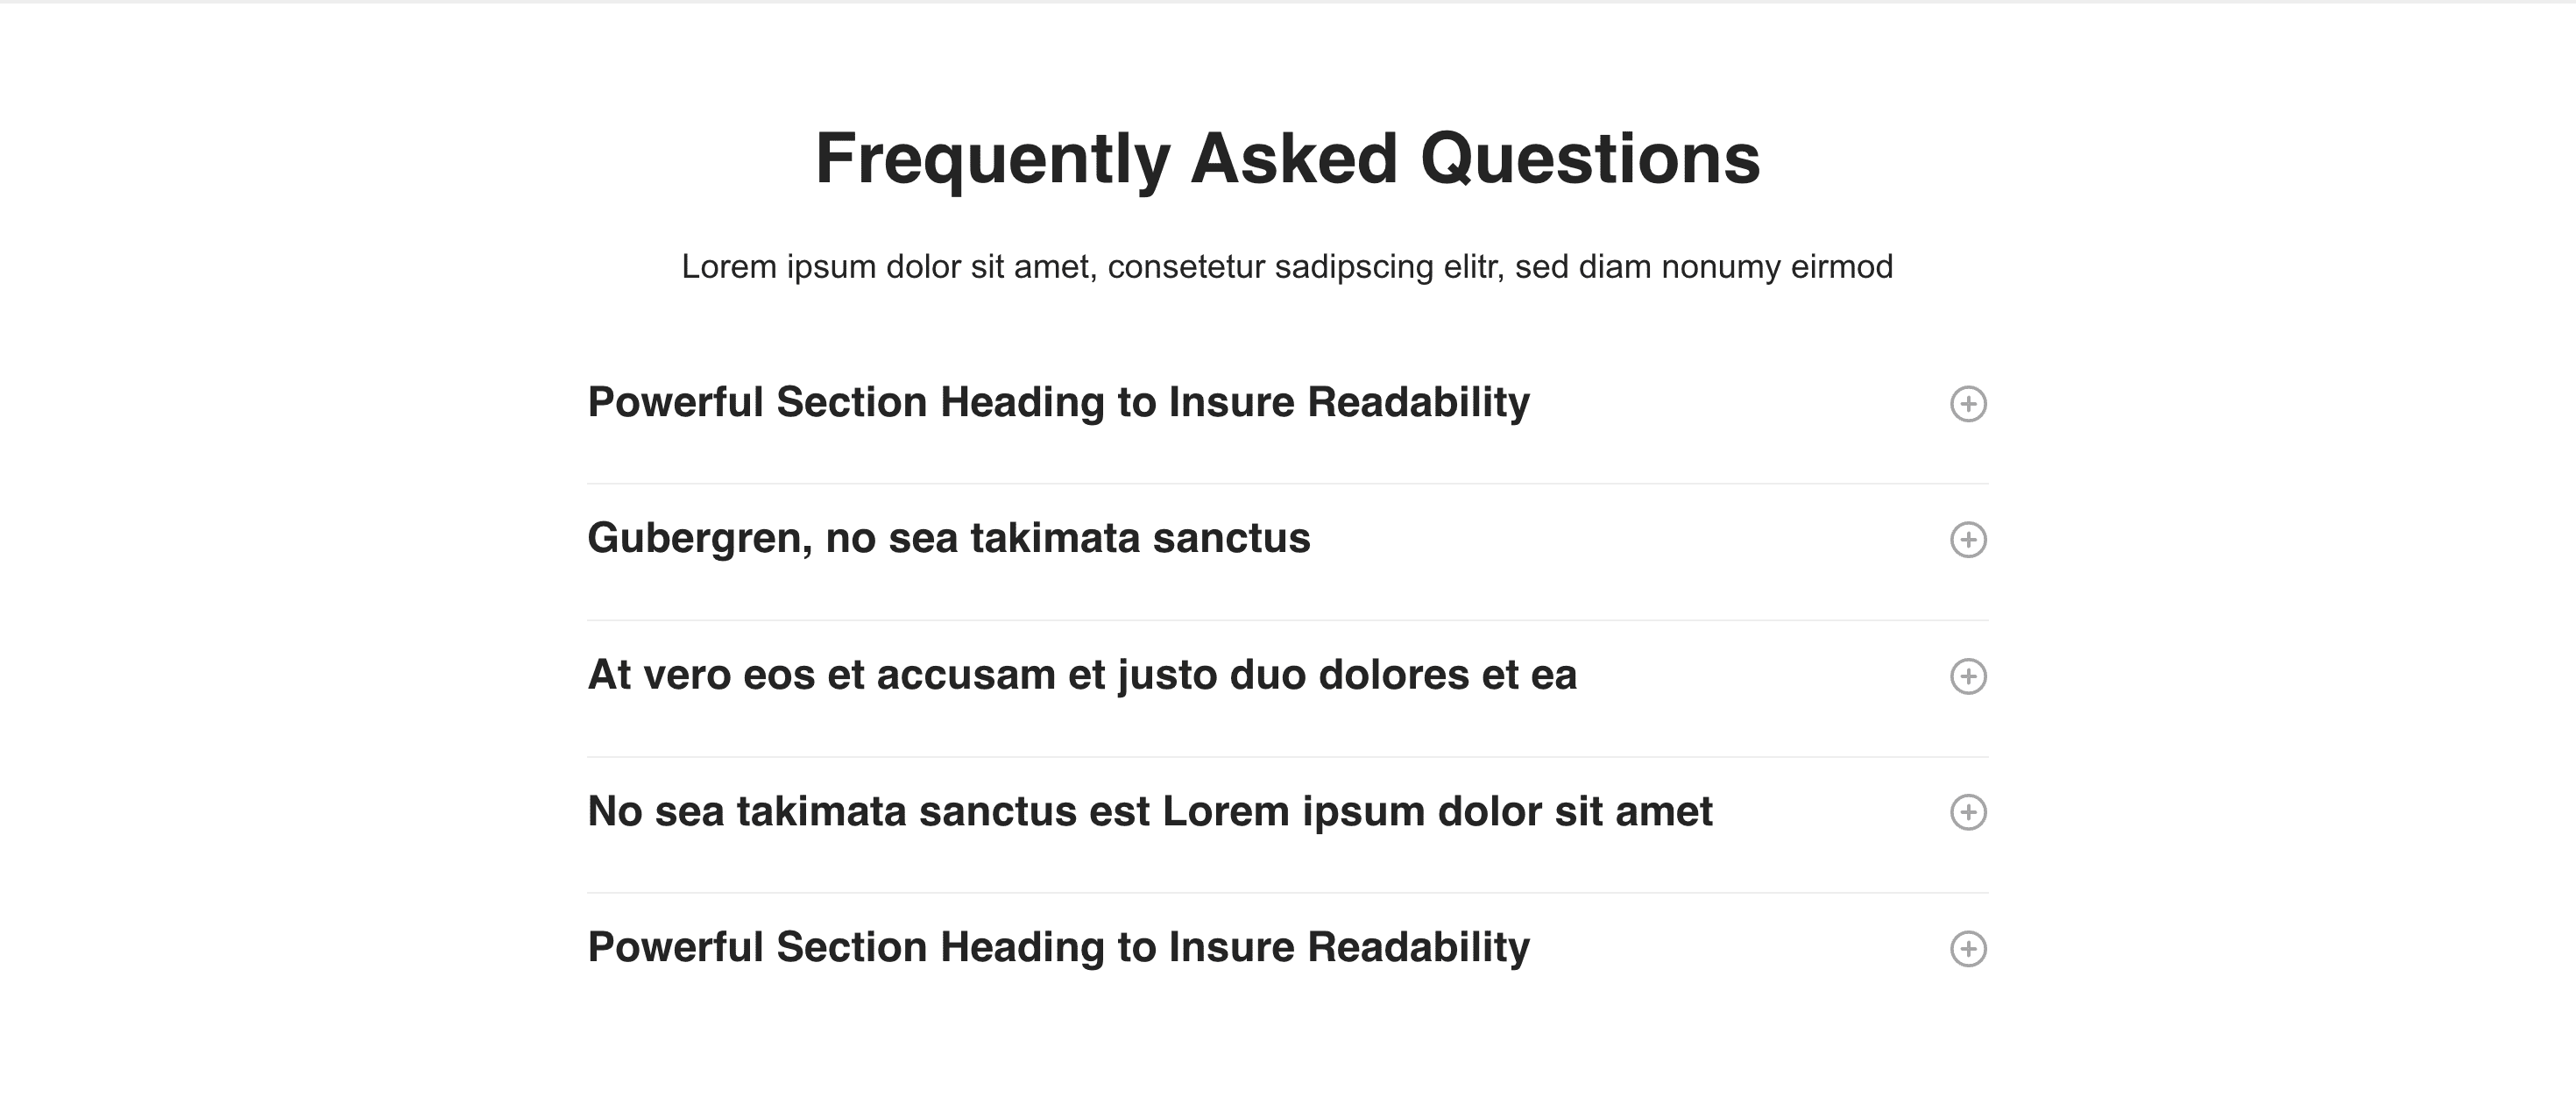 Frequently Asked Questions
Lorem ipsum dolor sit amet, consetetur sadipscing elitr, sed diam nonumy eirmod
Powerful Section Heading to Insure Readability
Gubergren, no sea takimata sanctus
At vero eos et accusam et justo duo dolores et ea
No sea takimata sanctus est Lorem ipsum dolor sit amet
Powerful Section Heading to Insure Readability